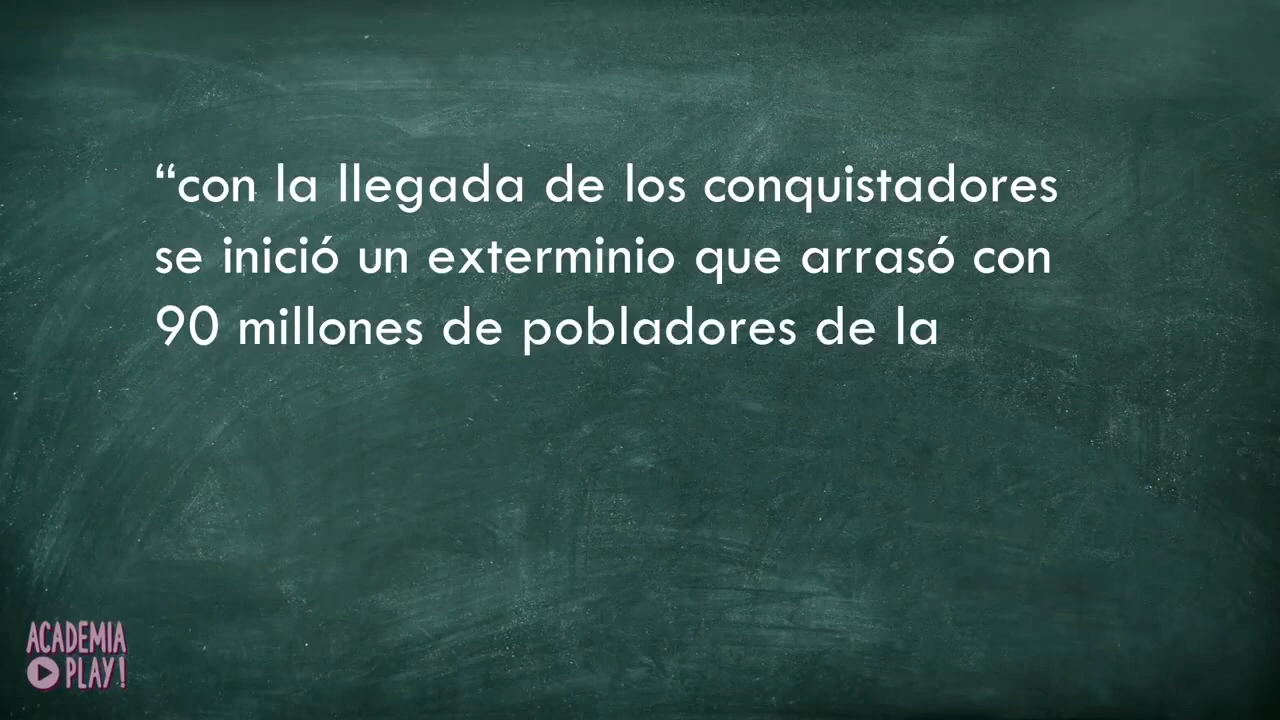 “con la llegada de los conquistadores
se inició un exterminio que arrasó con
90 millones de pobladores de la
ACADEMIA
PLAY!